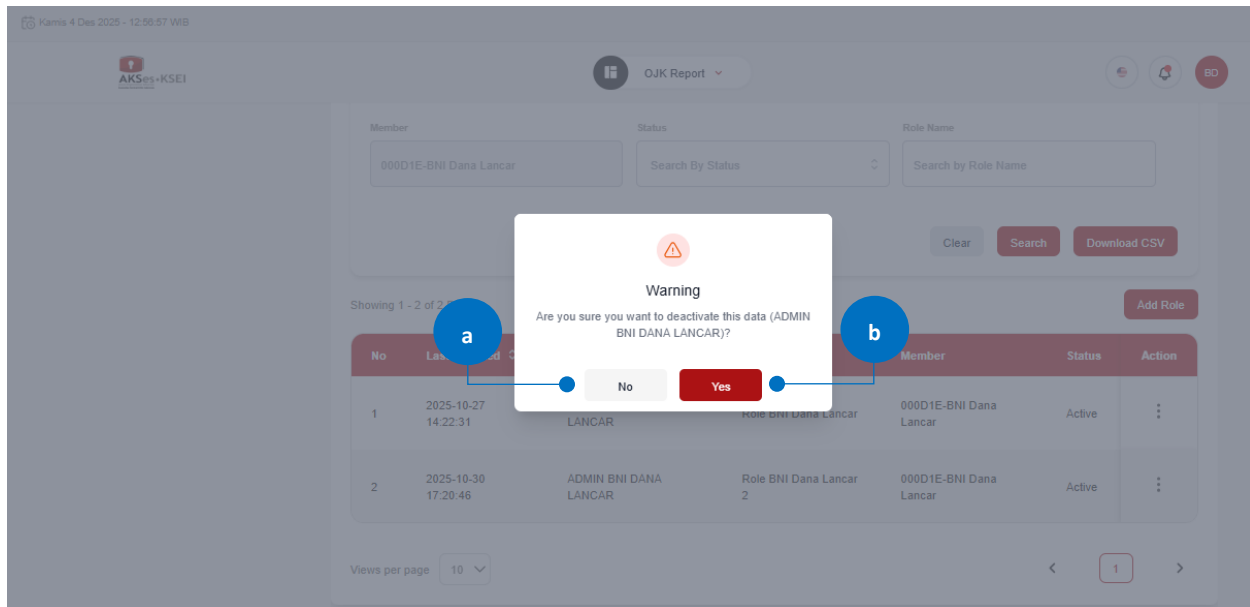 Kamis 4 Des 2025 - 12:56:57 WIB
AKSes-KSEI
OJK Report
BD
Member
Status
Role Name
000D1E-BNI Dana Lancar
Search By Status
Search by Role Name
Clear
Search
Download CSV
Warning
Are you sure you want to deactivate this data (ADMIN
BNI DANA LANCAR)?
No
Yes
a
b
Showing 1 - 2 of 2
Add Role
No
Member
Status
Action
1
2025-10-27
14:22:31
LANCAR
Role BNI Dana Lancar
000D1E-BNI Dana
Lancar
Active
2
2025-10-30
17:20:46
ADMIN BNI DANA
LANCAR
Role BNI Dana Lancar
2
000D1E-BNI Dana
Lancar
Active
Views per page
10
1